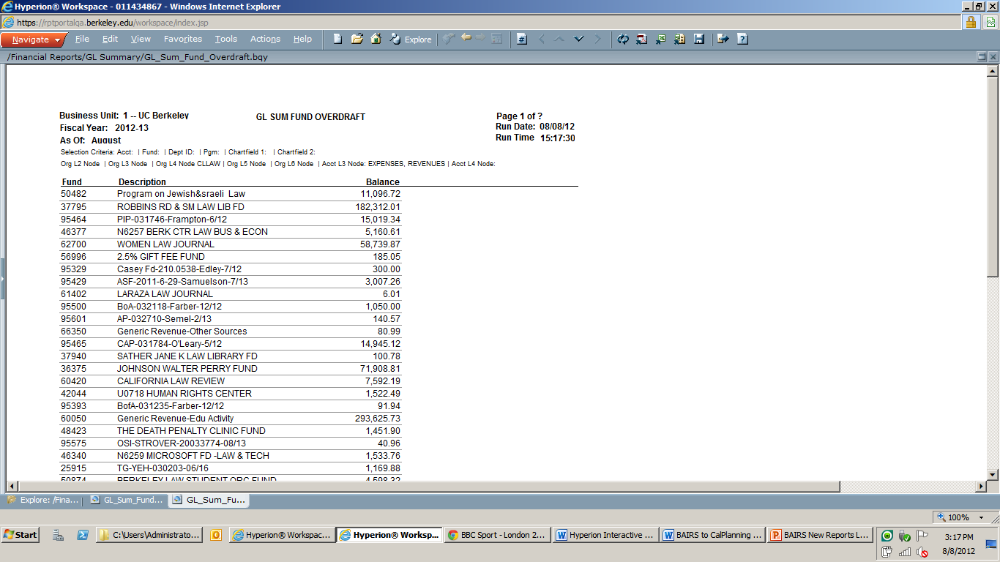 Hyperion® Workspace - 011434867 - Windows Internet Explorer
https://rptportalqa.berkeley.edu/workspace/index.jsp
Navigate File Edit View Favorites Tools Actions Help Explore
/Financial Reports/GL Summary/GL_Sum_Fund_Overdraft.bqy
Business Unit: 1 -- UC Berkeley GL SUM FUND OVERDRAFT Page 1 of ?
Fiscal Year: 2012-13 Run Date: 08/08/12
As Of: August Run Time 15:17:30
Selection Criteria: Acct: | Fund: | Dept ID: | Pgm: | Chartfield 1: | Chartfield 2:
Org L2 Node | Org L3 Node | Org L4 Node CLLAW | Org L5 Node | Org L6 Node | Acct L3 Node: EXPENSES, REVENUES | Acct L4 Node:
Fund Description Balance
50482 Program on Jewish&sraeli Law 11,096.72
37795 ROBBINS RD & SM LAW LIB FD 182,312.01
95464 PIP-031746-Frampton-6/12 15,019.34
46377 N6257 BERK CTR LAW BUS & ECON 5,160.61
62700 WOMEN LAW JOURNAL 58,739.87
56996 2.5% GIFT FEE FUND 185.05
95329 Casey Fd-210.0538-Edley-7/12 300.00
95429 ASF-2011-6-29-Samuelson-7/13 3,007.26
61402 LARAZA LAW JOURNAL 6.01
95500 BoA-032118-Farber-12/12 1,050.00
95601 AP-032710-Semel-2/13 140.57
66350 Generic Revenue-Other Sources 80.99
95465 CAP-031784-O'Leary-5/12 14,945.12
37940 SATHER JANE K LAW LIBRARY FD 100.78
36375 JOHNSON WALTER PERRY FUND 71,908.81
60420 CALIFORNIA LAW REVIEW 7,592.19
42044 U0718 HUMAN RIGHTS CENTER 1,522.49
95393 BofA-031235-Farber-12/12 91.94
60050 Generic Revenue-Edu Activity 293,625.73
48423 THE DEATH PENALTY CLINIC FUND 1,451.90
95575 OSI-STROVER-20033774-08/13 40.96
46340 N6259 MICROSOFT FD -LAW & TECH 1,533.76
25915 TG-YEH-030203-06/16 1,169.88
50874 BERKELEY LAW STUDENT ORG FUND 4,598.32
Explore: /Fina... GL_Sum_Fund... GL_Sum_Fu...
100%
Start C:\Users\Administrato... Hyperion® Workspac... Hyperion® Worksp... BBC Sport - London 2... Hyperion Interactive ... BAIRS to CalPlanning ... BAIRS New Reports L... 3:17 PM
8/8/2012